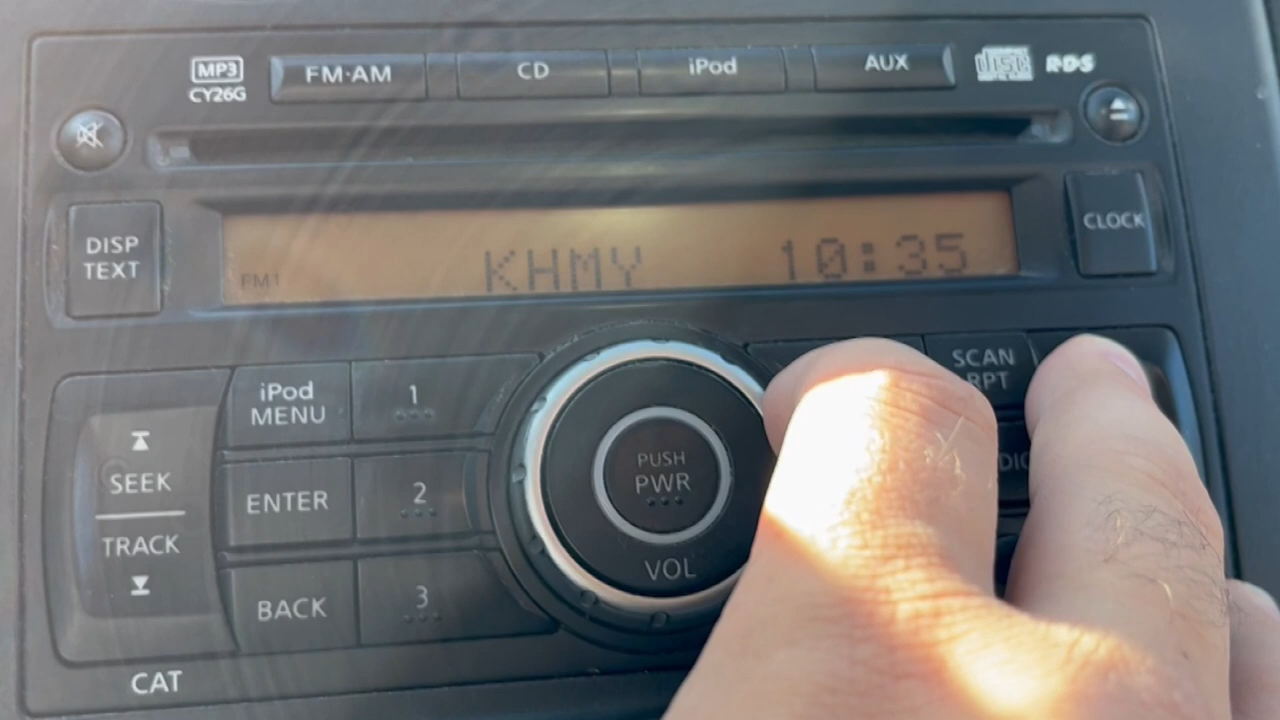 MP3
CY26G
FM·AM
CD
iPod
AUX
disc
RDS
DISP
TEXT
FM1
KHMY
10:35
CLOCK
SEEK
TRACK
iPod
MENU
1
ENTER
2
BACK
3
PUSH
PWR
VOL
SCAN
RPT
CAT